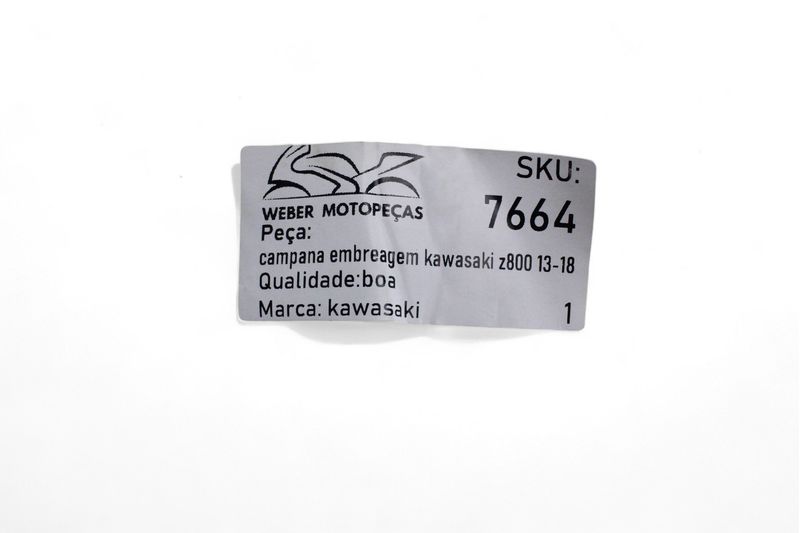 WEBER MOTOPEÇAS
SKU:
7664
Peça:
campana embreagem kawasaki z800 13-18
Qualidade:boa
Marca: kawasaki
1